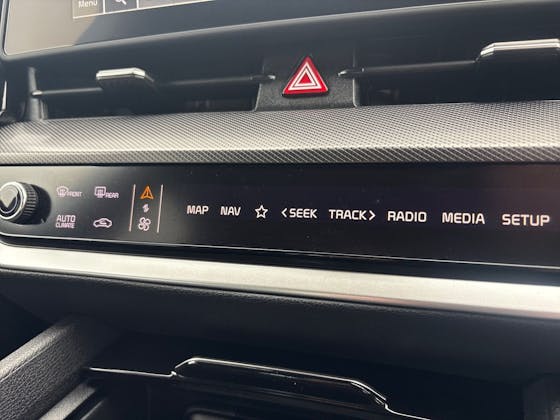 Menu
FRONT
REAR
AUTO
CLIMATE
MAP NAV <SEEK TRACK> RADIO MEDIA SETUP